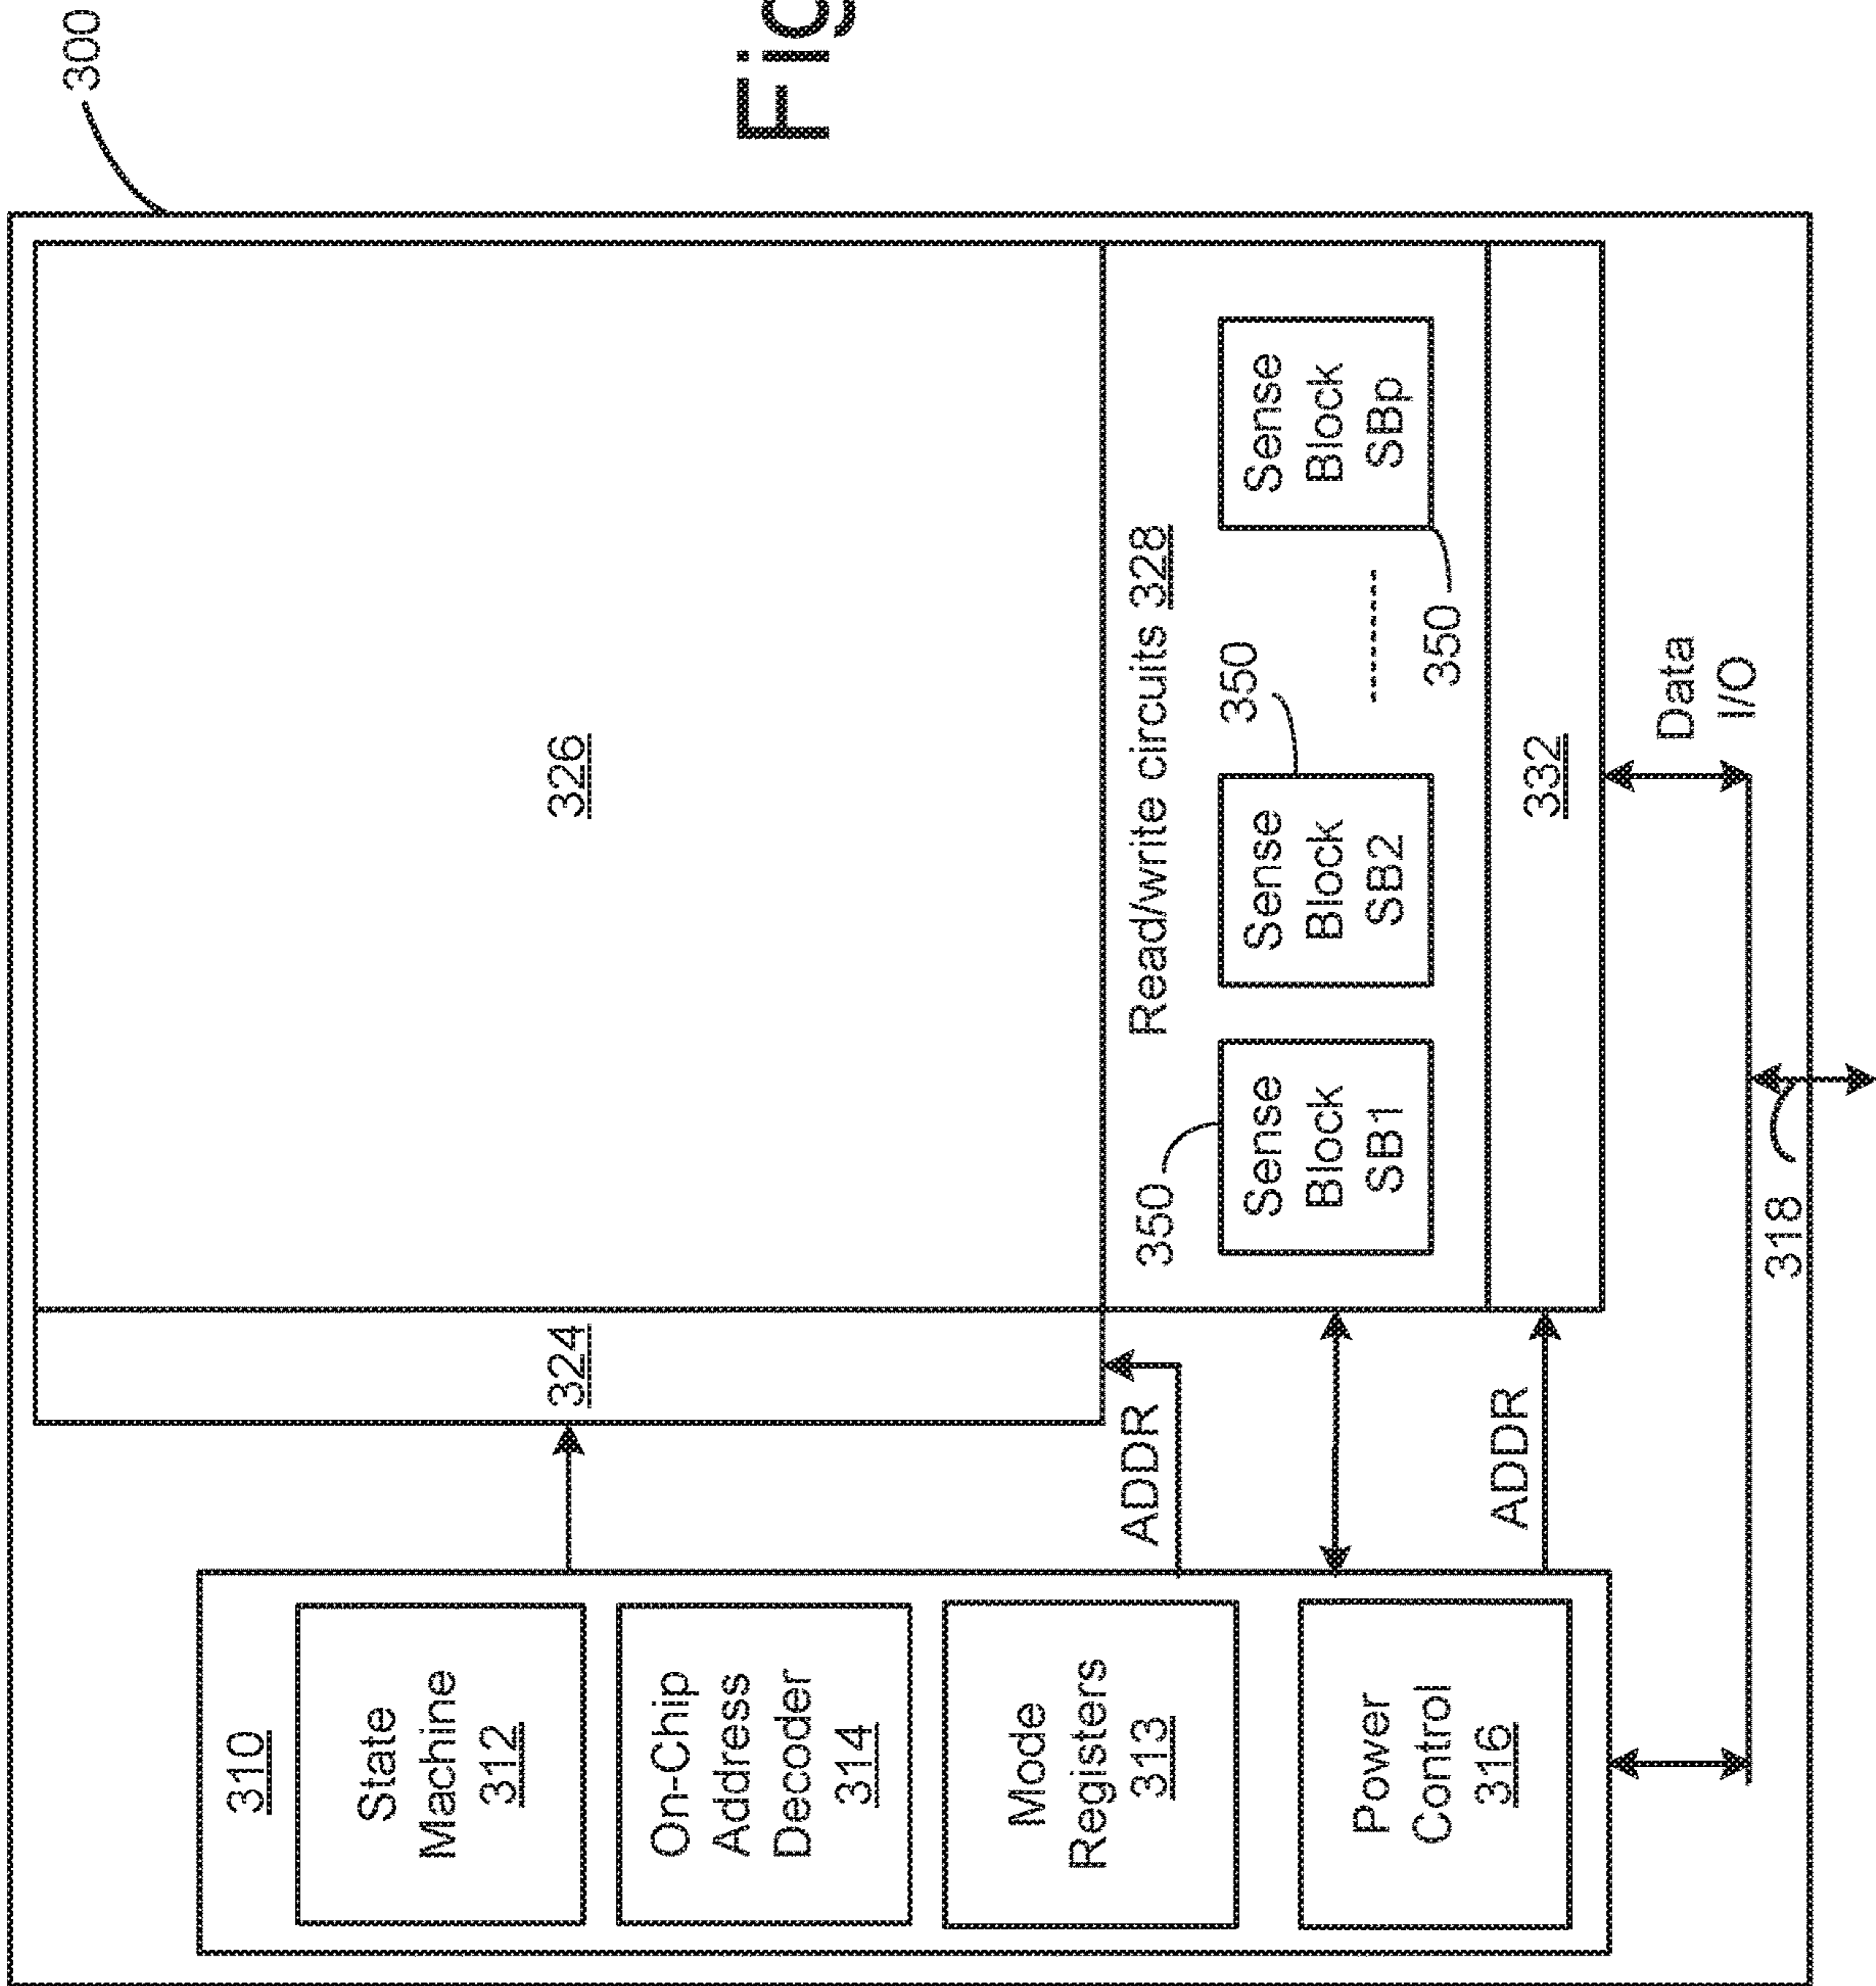 300
310
State
Machine
312
On-Chip
Address
Decoder
314
Mode
Registers
313
Power
Control
316
324
326
ADDR
ADDR
Read/write circuits 328
350
Sense
Block
SB1
350
Sense
Block
SB2
350
Sense
Block
SBp
332
Data
I/O
318
Fig